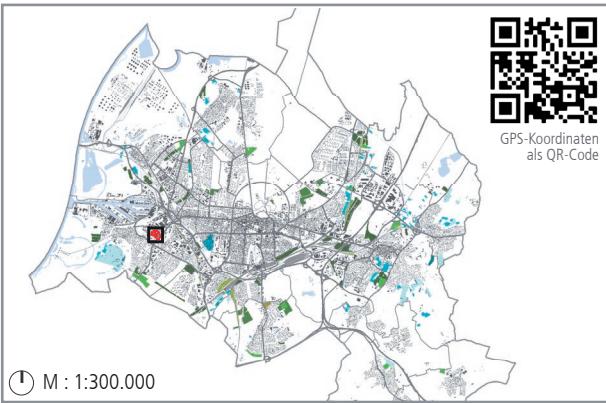 GPS-Koordinaten
als QR-Code
M : 1:300.000